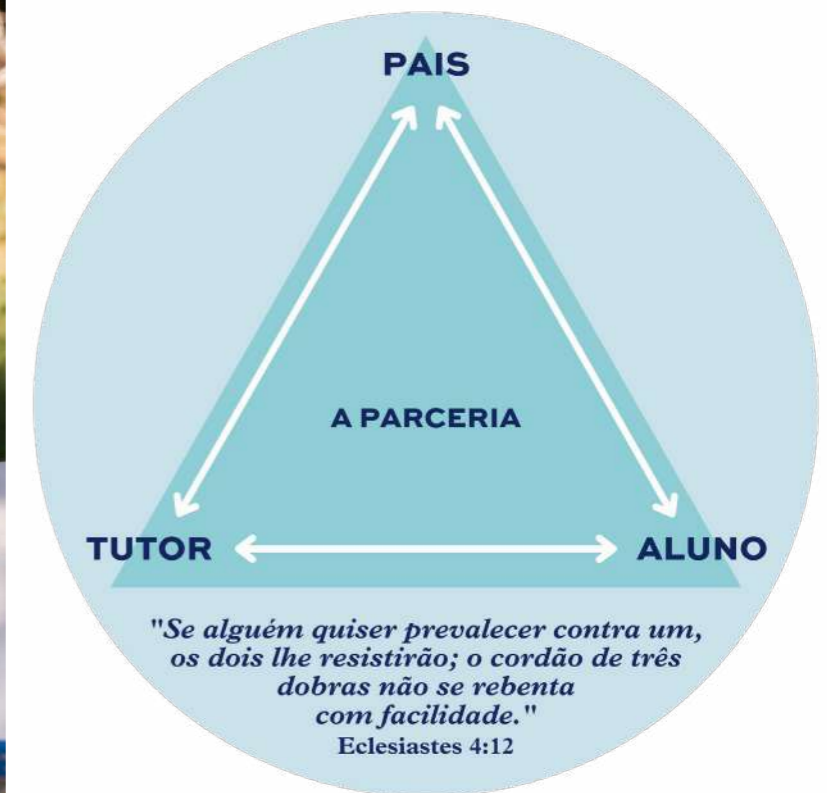 PAIS
A PARCERIA
TUTOR
ALUNO
"Se alguém quiser prevalecer contra um,
os dois lhe resistirão; o cordão de três
dobras não se rebenta
com facilidade."
Eclesiastes 4:12